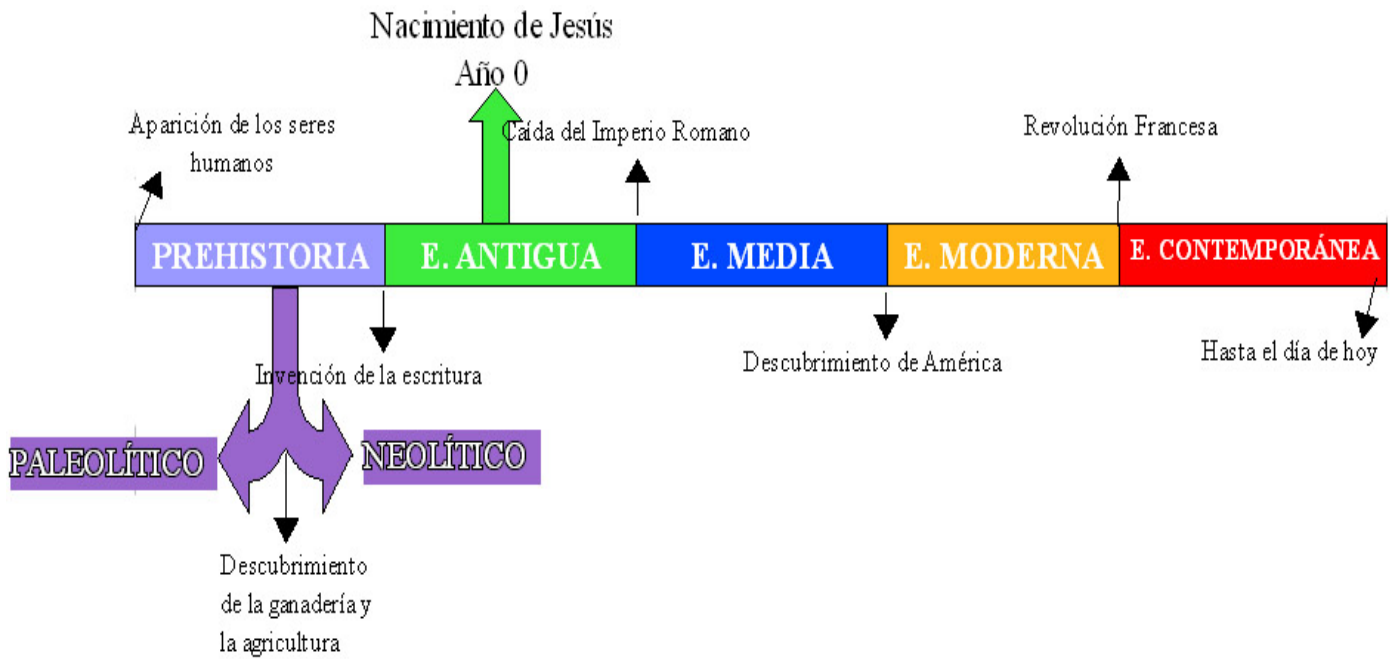 Nacimiento de Jesús
Año 0
Aparición de los seres
humanos
Caída del Imperio Romano
Revolución Francesa
PREHISTORIA
E. ANTIGUA
E. MEDIA
E. MODERNA
E. CONTEMPORÁNEA
Invención de la escritura
Descubrimiento de América
Hasta el día de hoy
PALEOLÍTICO
NEOLÍTICO
Descubrimiento
de la ganadería y
la agricultura